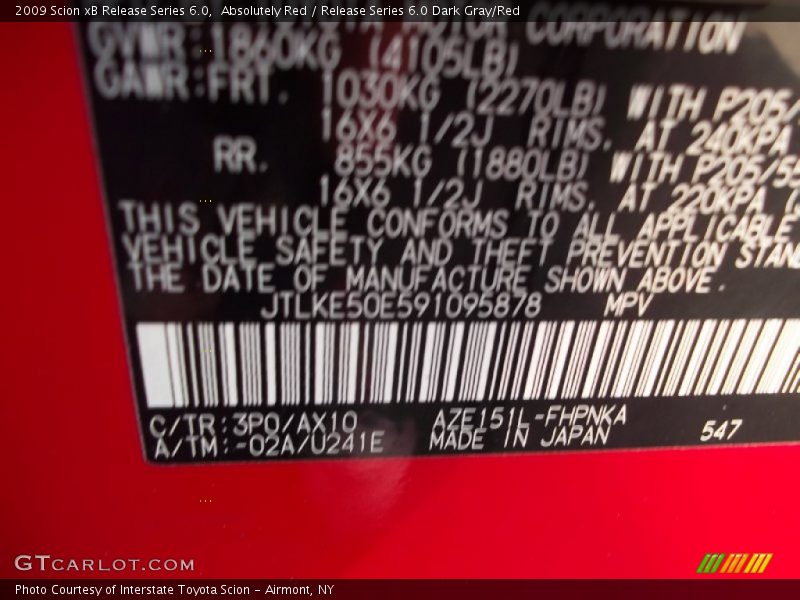 2009 Scion xB Release Series 6.0,  Absolutely Red / Release Series 6.0 Dark Gray/Red
MOTOR CORPORATION
GVWR:1860KG (4105LB)
GAWR:FRT. 1030KG (2270LB) WITH P205/
16X6 1/2J RIMS. AT 240KPA
RR. 855KG (1880LB) WITH P205/55
16X6 1/2J RIMS. AT 220KPA
THIS VEHICLE CONFORMS TO ALL APPLICABLE
VEHICLE SAFETY AND THEFT PREVENTION STAN
THE DATE OF MANUFACTURE SHOWN ABOVE.
JTLKE50E591095878 MPV
C/TR:3P0/AX10 AZE151L-FHPNKA
A/TM:-02A/U241E MADE IN JAPAN 547
GTCARLOT.COM
Photo Courtesy of Interstate Toyota Scion - Airmont, NY